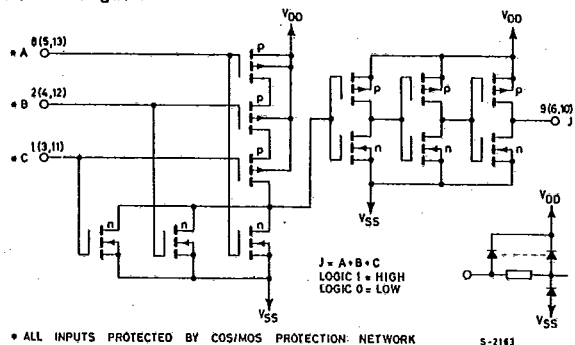 VDD
8(5,13)
* A
p
2(4,12)
* B
p
1(3,11)
* C
p
n
n
n
VSS
VDD
p
p
p
9(6,10)
J
n
n
n
VSS
J = A+B+C
LOGIC 1 = HIGH
LOGIC 0 = LOW
VDD
VSS
* ALL INPUTS PROTECTED BY COS/MOS PROTECTION NETWORK
S-2163